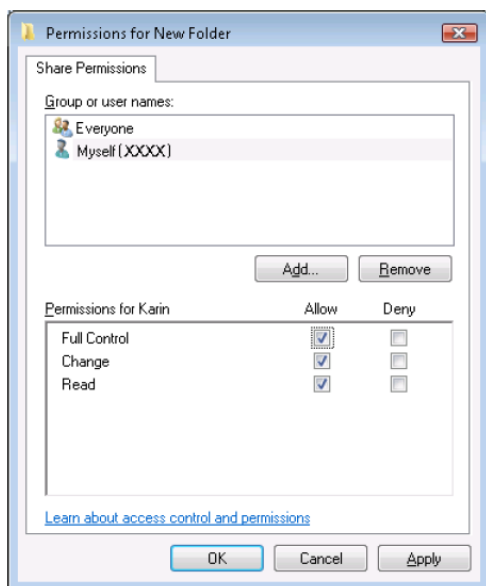 Permissions for New Folder
Share Permissions
Group or user names:
Everyone
Myself(XXXX)
Add... Remove
Permissions for Karin Allow Deny
Full Control
Change
Read
Learn about access control and permissions
OK Cancel Apply